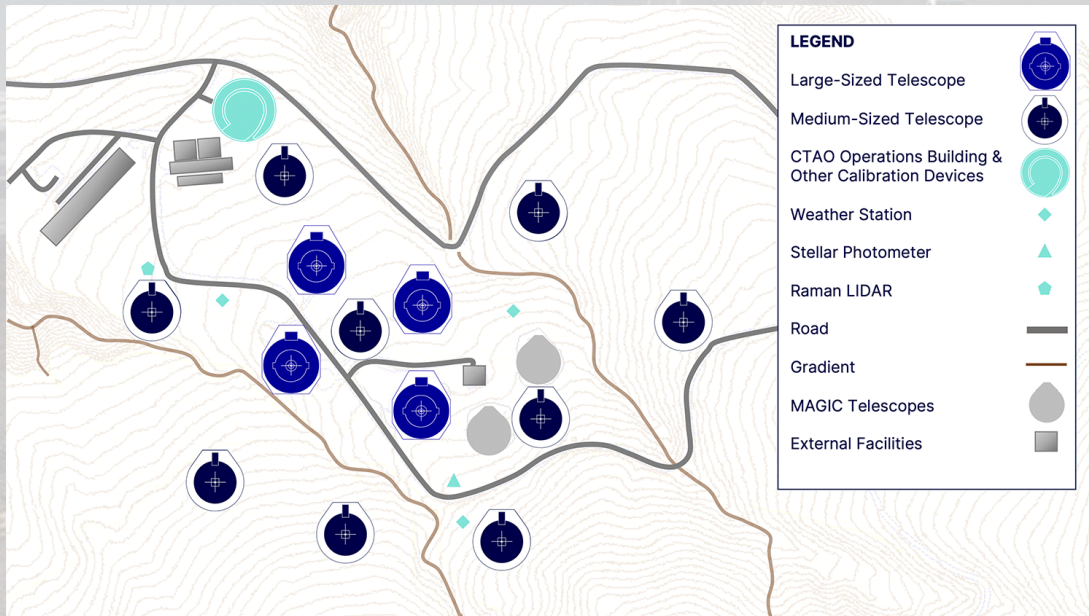 LEGEND
Large-Sized Telescope
Medium-Sized Telescope
CTAO Operations Building &
Other Calibration Devices
Weather Station
Stellar Photometer
Raman LIDAR
Road
Gradient
MAGIC Telescopes
External Facilities